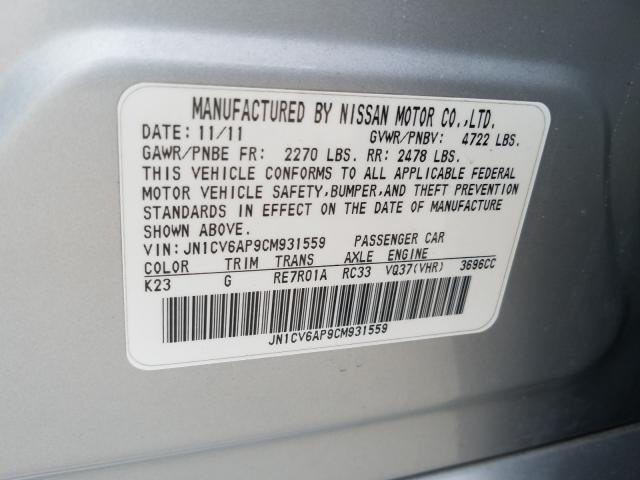 MANUFACTURED BY NISSAN MOTOR CO.,LTD.
DATE: 11/11 GVWR/PNBV: 4722 LBS.
GAWR/PNBE FR: 2270 LBS. RR: 2478 LBS.
THIS VEHICLE CONFORMS TO ALL APPLICABLE FEDERAL
MOTOR VEHICLE SAFETY,BUMPER,AND THEFT PREVENTION
STANDARDS IN EFFECT ON THE DATE OF MANUFACTURE
SHOWN ABOVE.
VIN: JN1CV6AP9CM931559 PASSENGER CAR
COLOR TRIM TRANS AXLE ENGINE
K23 G RE7R01A RC33 VQ37(VHR) 3696CC
JN1CV6AP9CM931559